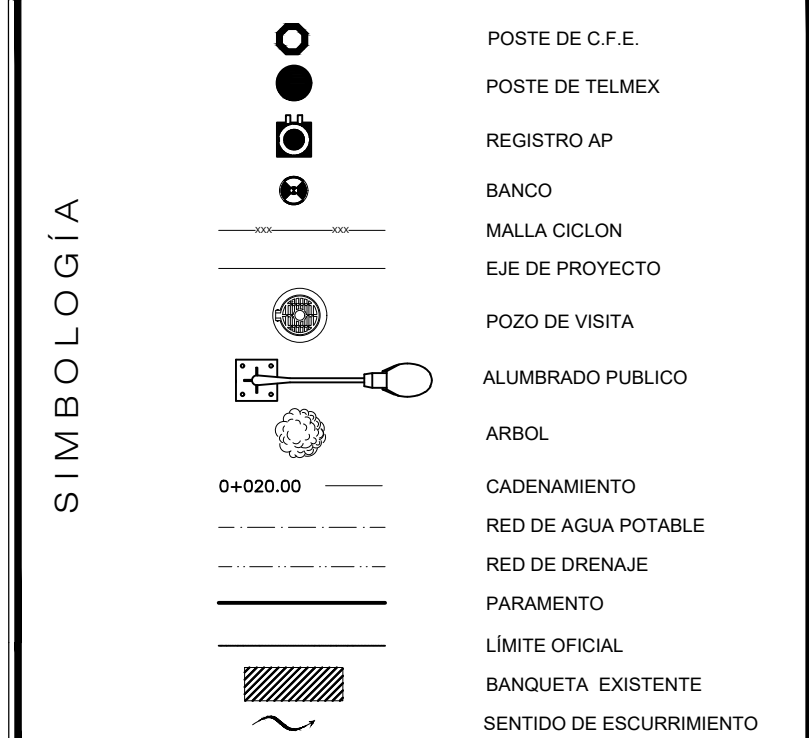 SIMBOLOGÍA
POSTE DE C.F.E.
POSTE DE TELMEX
REGISTRO AP
BANCO
xxx xxx MALLA CICLON
EJE DE PROYECTO
POZO DE VISITA
ALUMBRADO PUBLICO
ARBOL
0+020.00 CADENAMIENTO
RED DE AGUA POTABLE
RED DE DRENAJE
PARAMENTO
LÍMITE OFICIAL
BANQUETA EXISTENTE
SENTIDO DE ESCURRIMIENTO